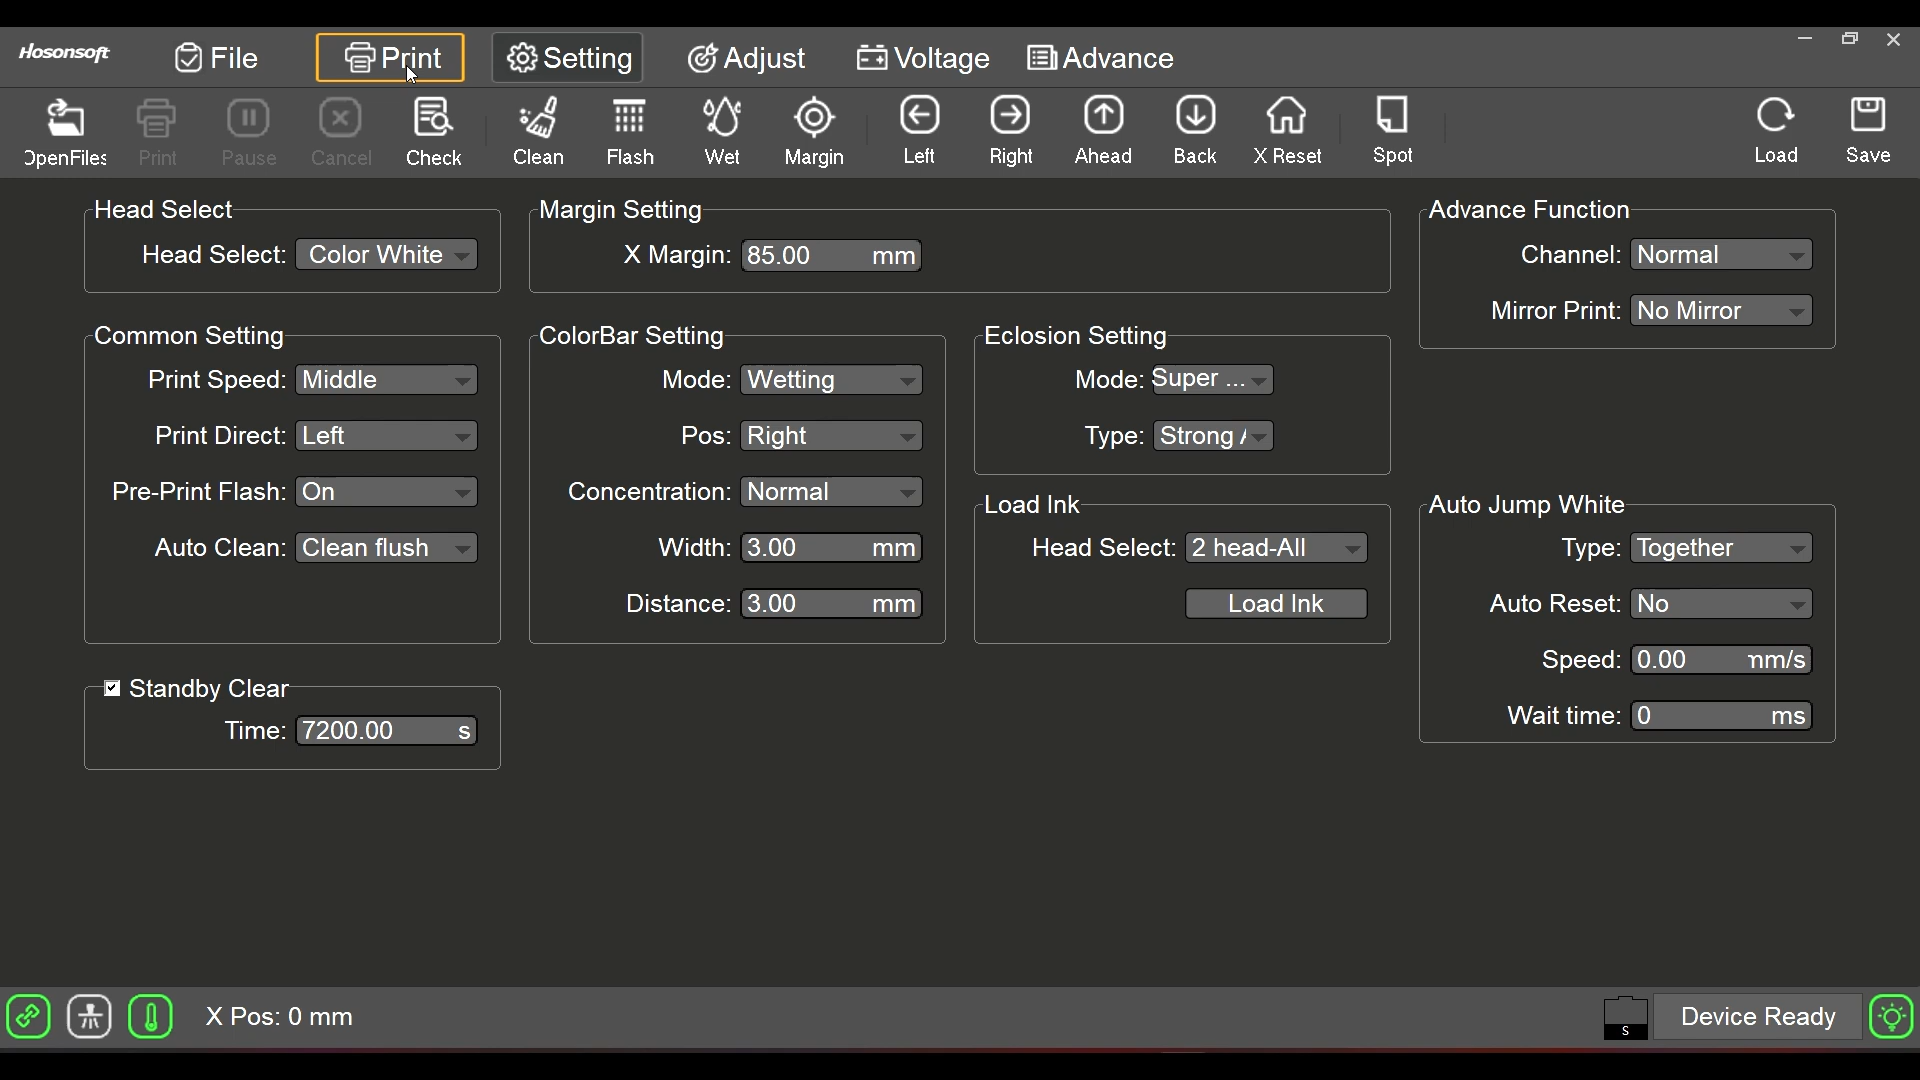 Hosonsoft File Print Setting Adjust Voltage Advance
OpenFiles Print Pause Cancel Check Clean Flash Wet Margin Left Right Ahead Back X Reset Spot Load Save
Head Select
Head Select: Color White
Margin Setting
X Margin: 85.00 mm
Advance Function
Channel: Normal
Mirror Print: No Mirror
Common Setting
Print Speed: Middle
Print Direct: Left
Pre-Print Flash: On
Auto Clean: Clean flush
ColorBar Setting
Mode: Wetting
Pos: Right
Concentration: Normal
Width: 3.00 mm
Distance: 3.00 mm
Eclosion Setting
Mode: Super ...
Type: Strong
Load Ink
Head Select: 2 head-All
Load Ink
Auto Jump White
Type: Together
Auto Reset: No
Speed: 0.00 mm/s
Wait time: 0 ms
Standby Clear
Time: 7200.00 s
X Pos: 0 mm
S
Device Ready